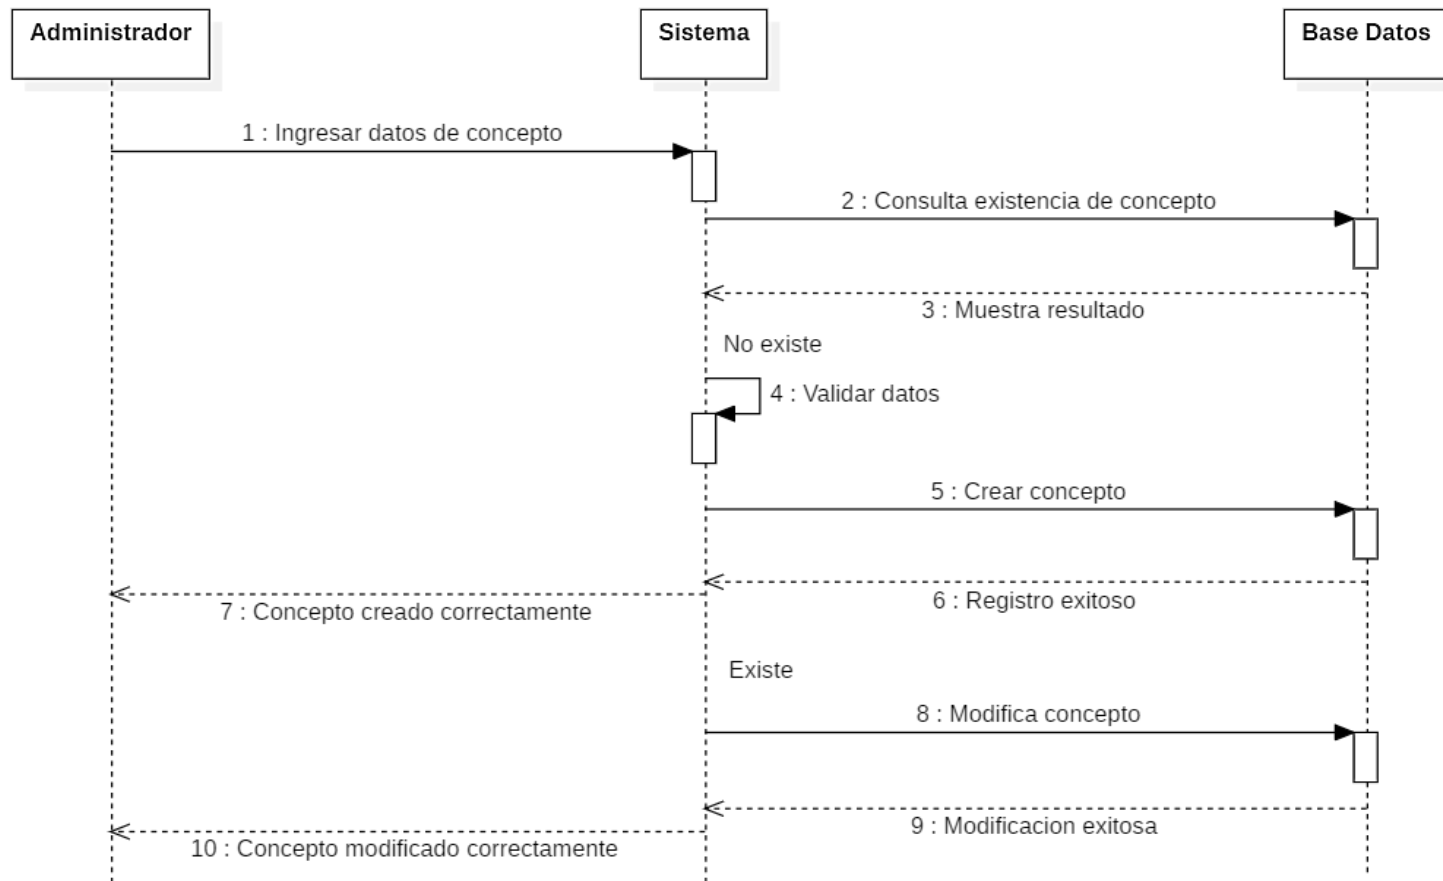 Administrador
Sistema
Base Datos
1 : Ingresar datos de concepto
2 : Consulta existencia de concepto
3 : Muestra resultado
No existe
4 : Validar datos
5 : Crear concepto
6 : Registro exitoso
7 : Concepto creado correctamente
Existe
8 : Modifica concepto
9 : Modificacion exitosa
10 : Concepto modificado correctamente